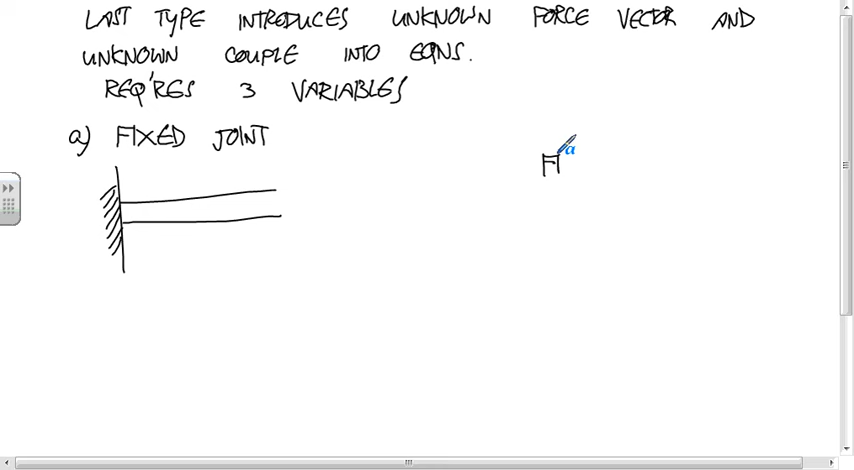 LAST TYPE INTRODUCES UNKNOWN FORCE VECTOR AND
UNKNOWN COUPLE INTO EQNS.
REQ'RES 3 VARIABLES
a) FIXED JOINT